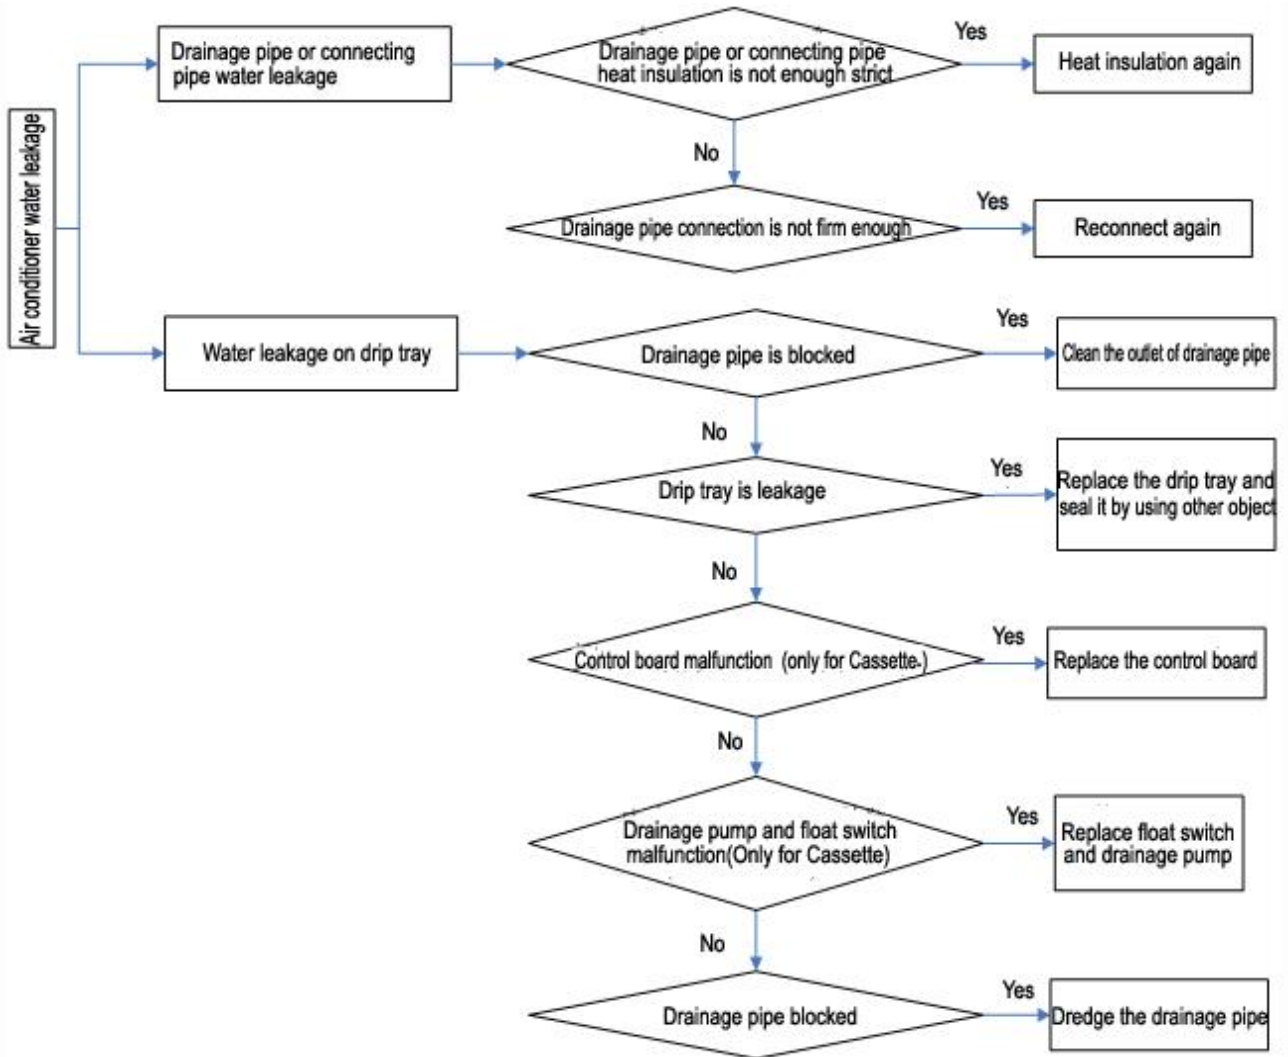 Air conditioner water leakage
Drainage pipe or connecting
pipe water leakage
Drainage pipe or connecting pipe
heat insulation is not enough strict
Yes
Heat insulation again
No
Drainage pipe connection is not firm enough
Yes
Reconnect again
Water leakage on drip tray
Drainage pipe is blocked
Yes
Clean the outlet of drainage pipe
No
Drip tray is leakage
Yes
Replace the drip tray and
seal it by using other object
No
Control board malfunction (only for Cassette-)
Yes
Replace the control board
No
Drainage pump and float switch
malfunction(Only for Cassette)
Yes
Replace float switch
and drainage pump
No
Drainage pipe blocked
Yes
Dredge the drainage pipe